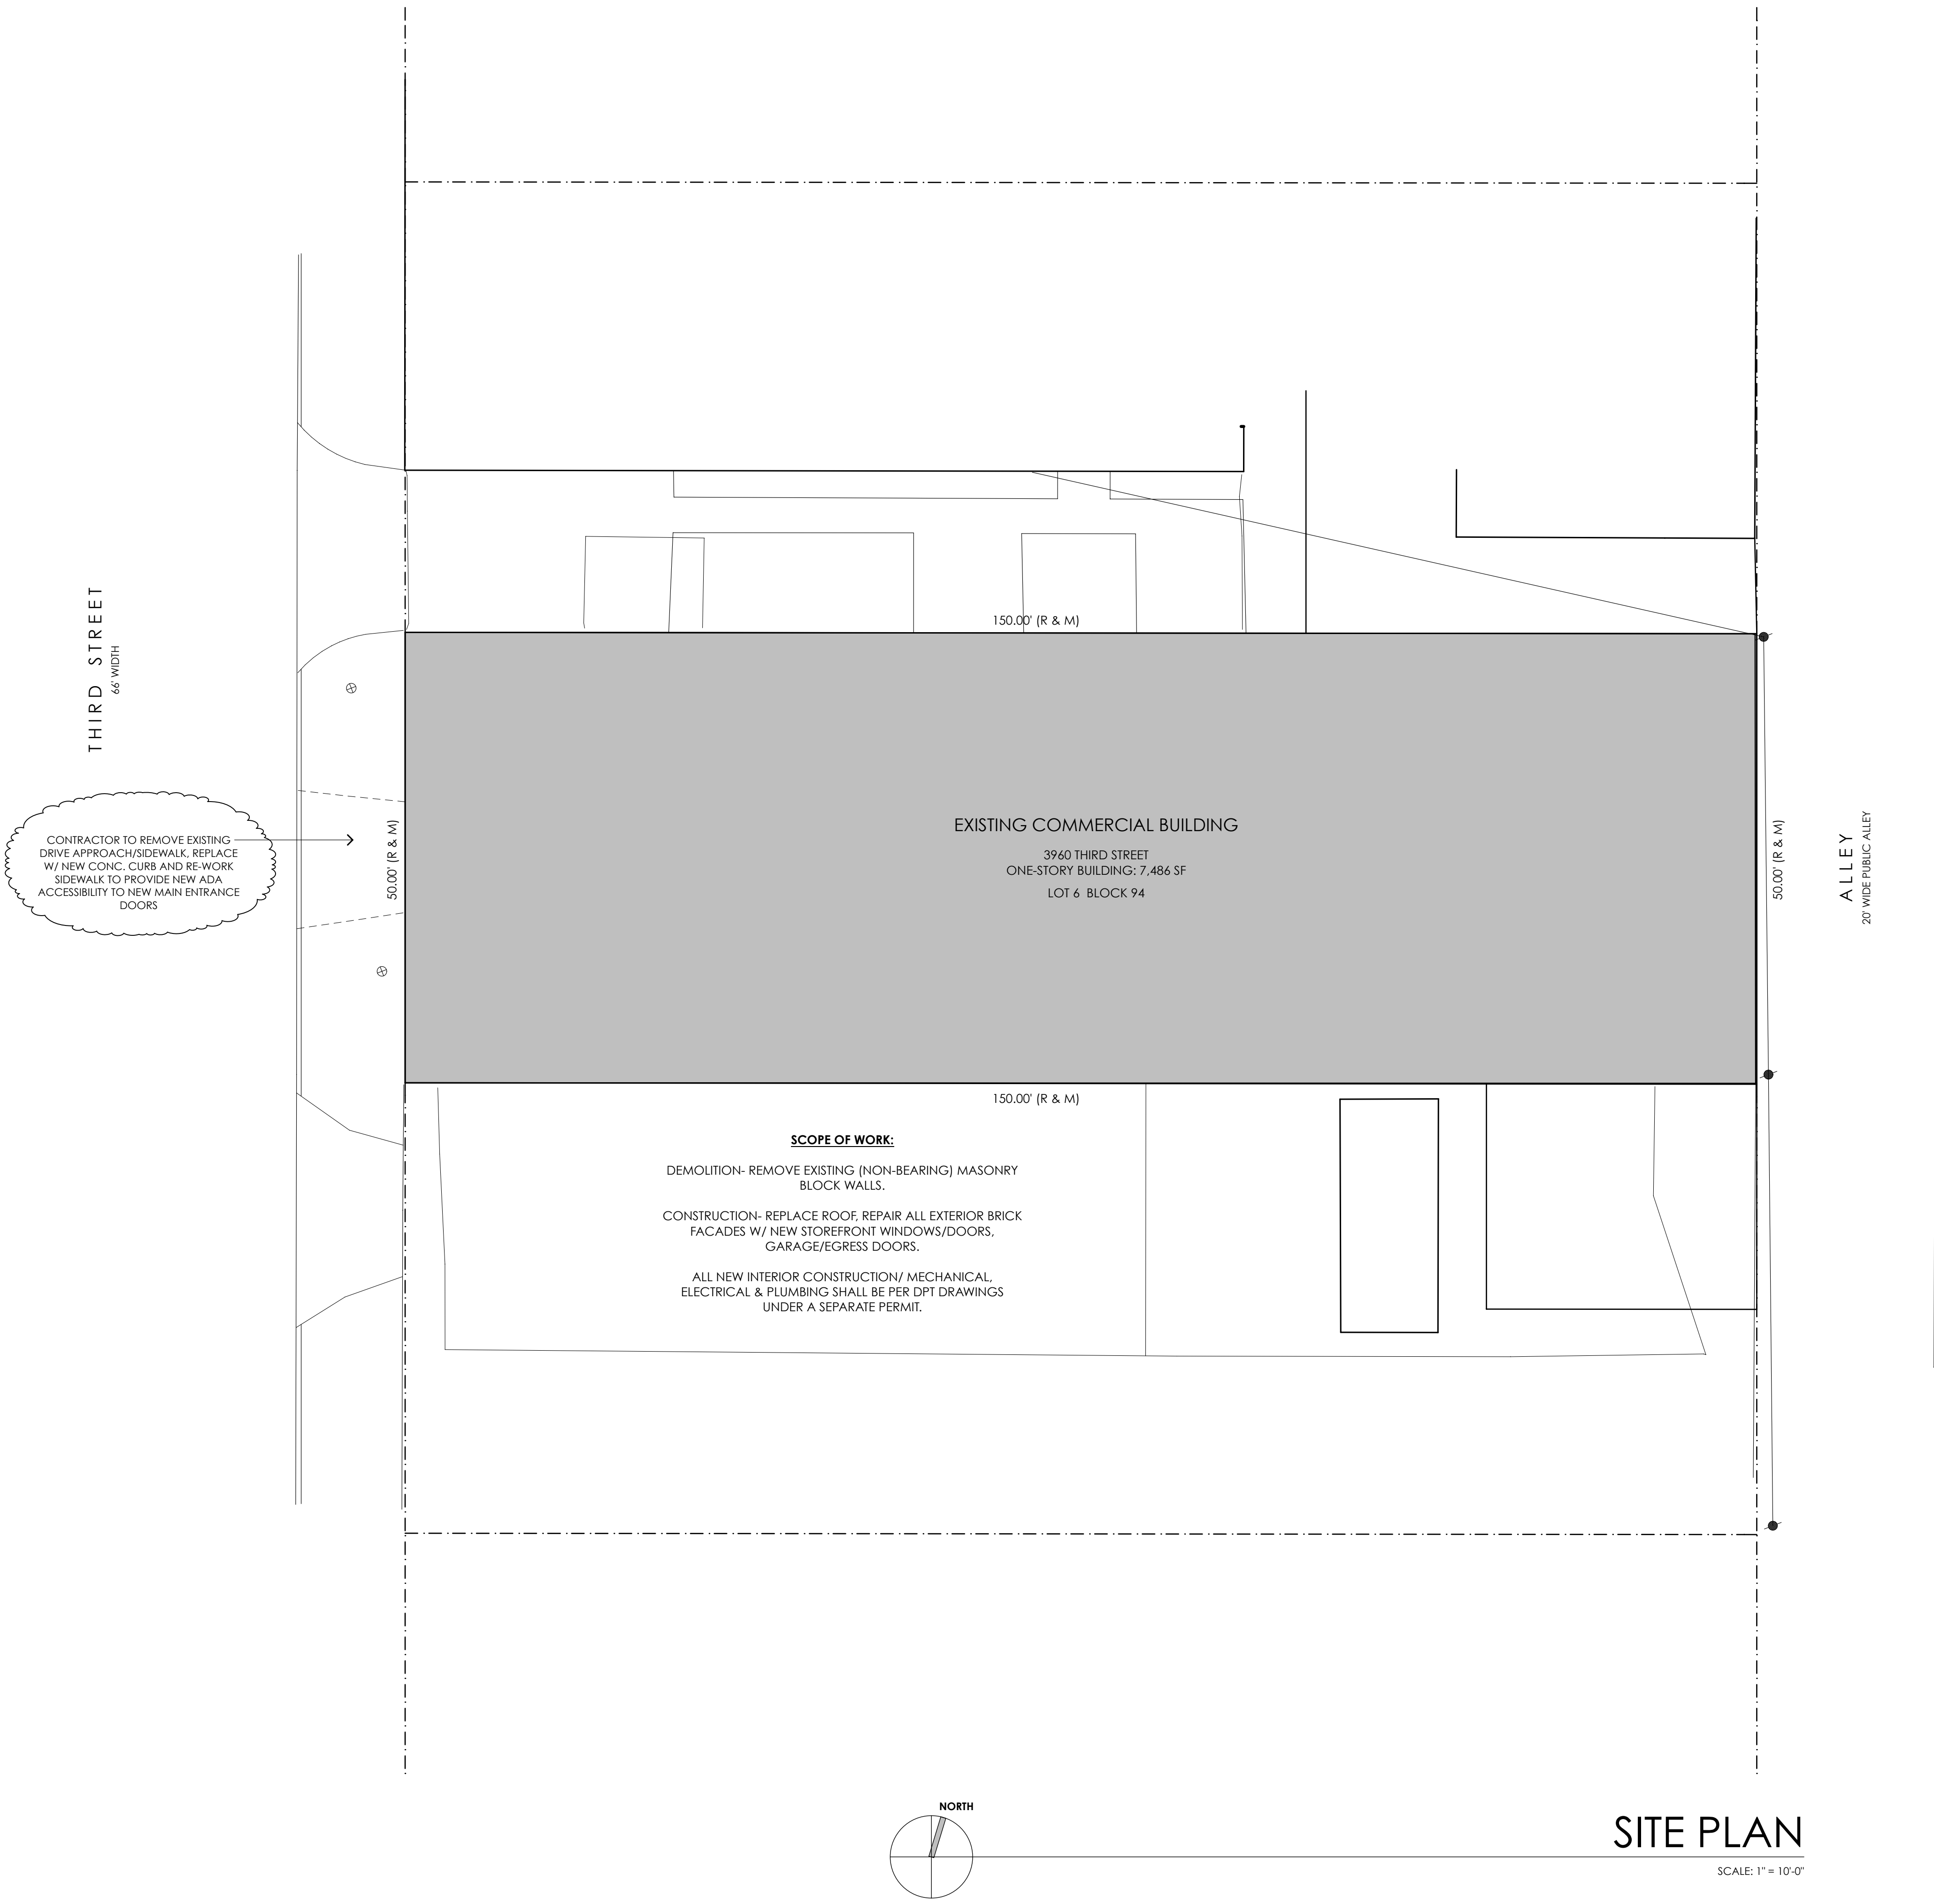 THIRD STREET
66' WIDTH
CONTRACTOR TO REMOVE EXISTING
DRIVE APPROACH/SIDEWALK, REPLACE
W/ NEW CONC. CURB AND RE-WORK
SIDEWALK TO PROVIDE NEW ADA
ACCESSIBILITY TO NEW MAIN ENTRANCE
DOORS
50.00' (R & M)
150.00' (R & M)
EXISTING COMMERCIAL BUILDING
3960 THIRD STREET
ONE-STORY BUILDING: 7,486 SF
LOT 6 BLOCK 94
50.00' (R & M)
ALLEY
20' WIDE PUBLIC ALLEY
150.00' (R & M)
SCOPE OF WORK:
DEMOLITION- REMOVE EXISTING (NON-BEARING) MASONRY
BLOCK WALLS.
CONSTRUCTION- REPLACE ROOF, REPAIR ALL EXTERIOR BRICK
FACADES W/ NEW STOREFRONT WINDOWS/DOORS,
GARAGE/EGRESS DOORS.
ALL NEW INTERIOR CONSTRUCTION/ MECHANICAL,
ELECTRICAL & PLUMBING SHALL BE PER DPT DRAWINGS
UNDER A SEPARATE PERMIT.
NORTH
SITE PLAN
SCALE: 1" = 10'-0"